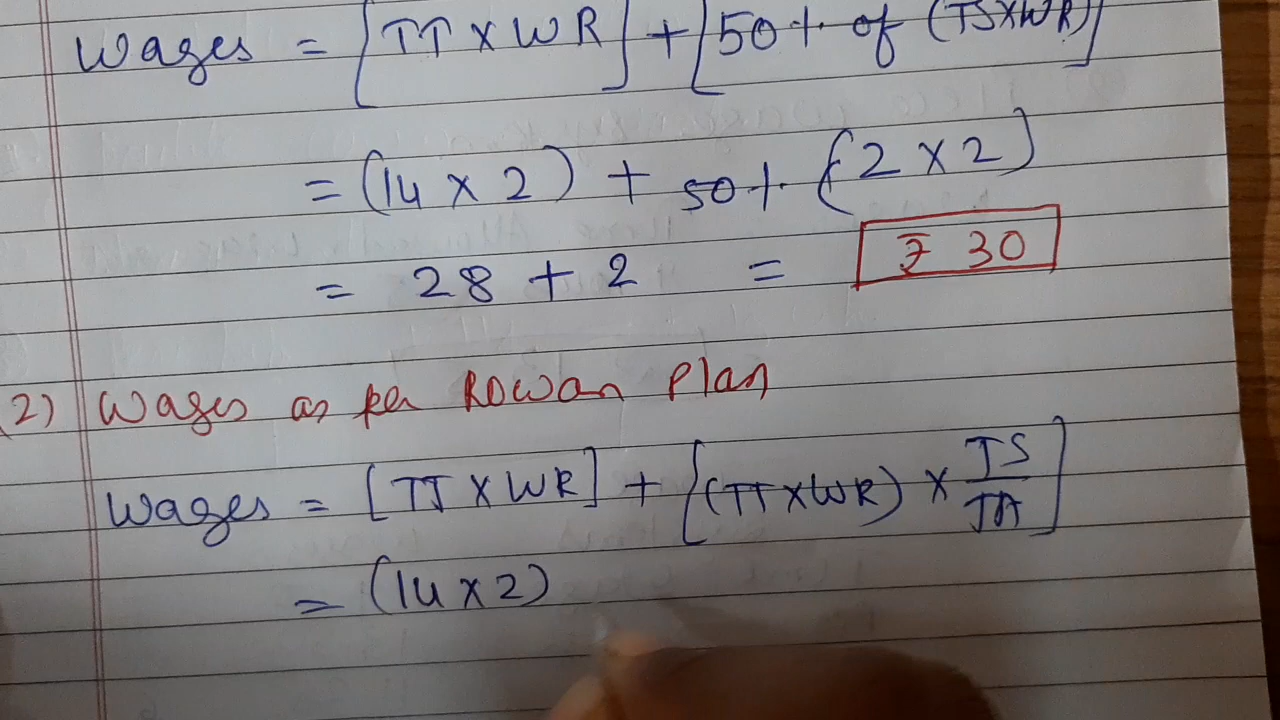 Wages = [TT × WR] + [50% of (TS×WR)]
= (14 × 2) + 50% (2 × 2)
= 28 + 2 = ₹ 30
(2) Wages as per Rowan Plan
Wages = [TT × WR] + [(TT×WR) × TS/TA]
= (14 × 2)